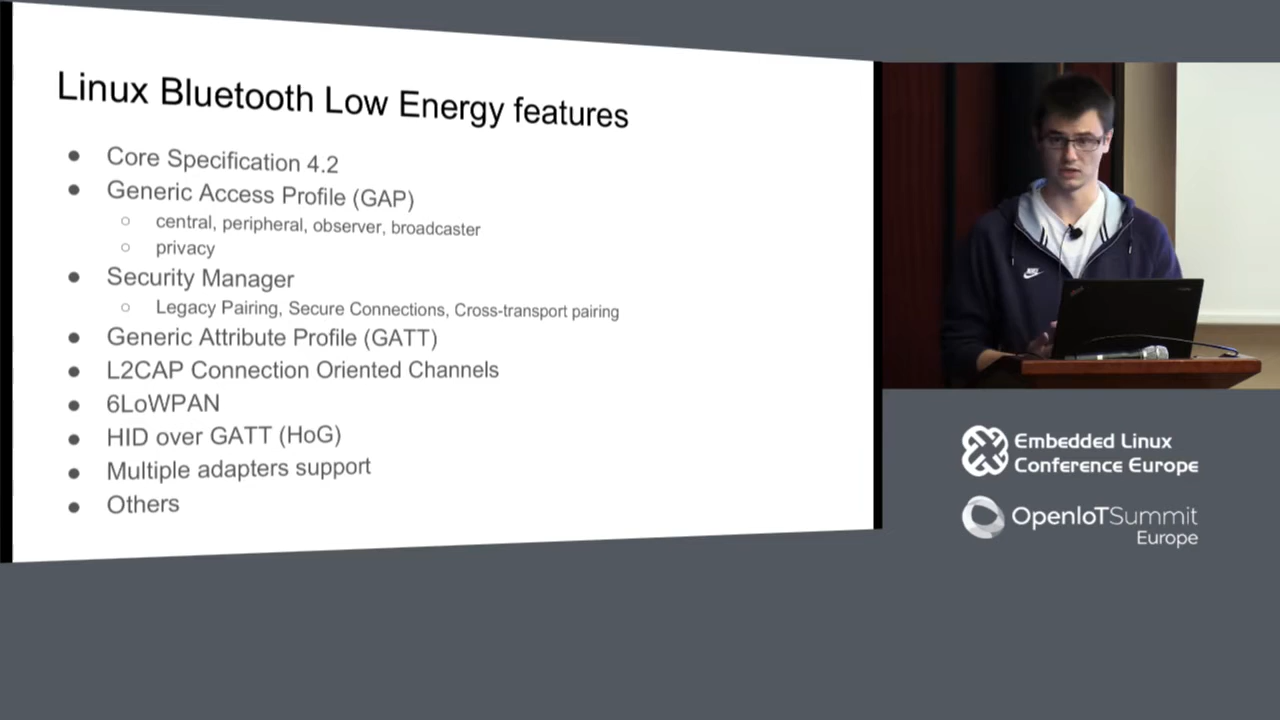 Linux Bluetooth Low Energy features
● Core Specification 4.2
● Generic Access Profile (GAP)
○ central, peripheral, observer, broadcaster
○ privacy
● Security Manager
○ Legacy Pairing, Secure Connections, Cross-transport pairing
● Generic Attribute Profile (GATT)
● L2CAP Connection Oriented Channels
● 6LoWPAN
● HID over GATT (HoG)
● Multiple adapters support
● Others
Embedded Linux
Conference Europe
OpenIoTSummit
Europe